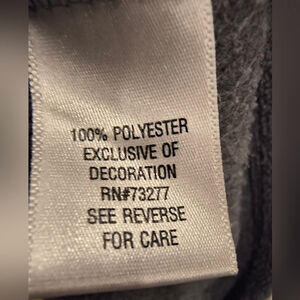 100% POLYESTER
EXCLUSIVE OF
DECORATION
RN#73277
SEE REVERSE
FOR CARE